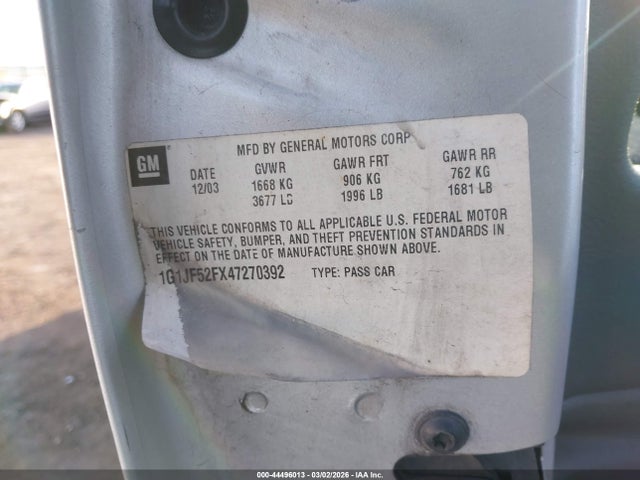 MFD BY GENERAL MOTORS CORP
GM
DATE GVWR GAWR FRT GAWR RR
12/03 1668 KG 906 KG 762 KG
3677 LB 1996 LB 1681 LB
THIS VEHICLE CONFORMS TO ALL APPLICABLE U.S. FEDERAL MOTOR
VEHICLE SAFETY, BUMPER, AND THEFT PREVENTION STANDARDS IN
EFFECT ON THE DATE OF MANUFACTURE SHOWN ABOVE.
1G1JF52FX47270392 TYPE: PASS CAR
000-44496013 - 03/02/2026 - IAAI, Inc.